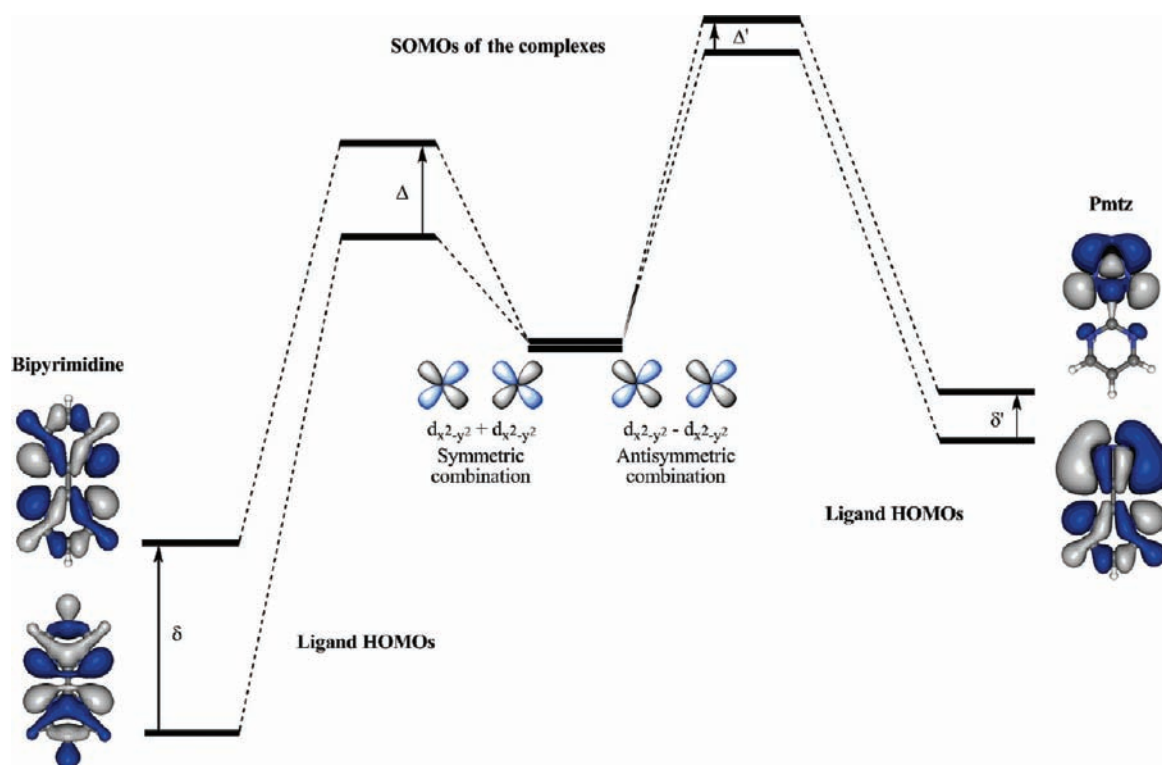 SOMOs of the complexes
Δ'
Δ
Pmtz
Bipyrimidine
dx²-y² + dx²-y²
Symmetric
combination
dx²-y² - dx²-y²
Antisymmetric
combination
δ'
Ligand HOMOs
δ
Ligand HOMOs